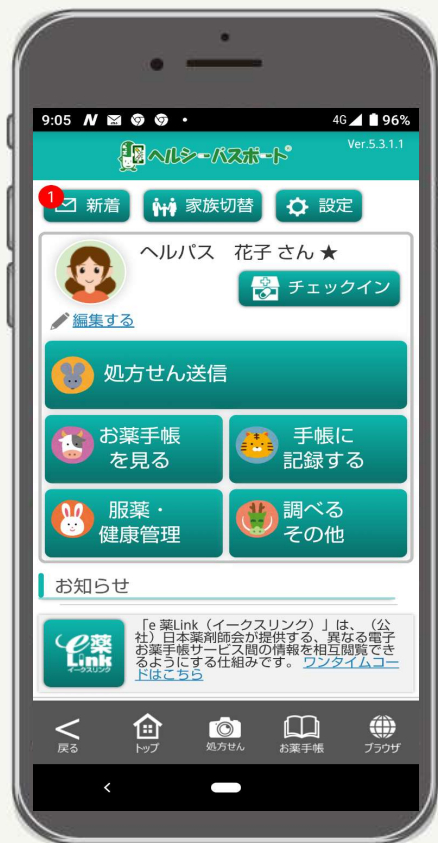 9:05
4G
96%
ヘルシーパスポート®
Ver.5.3.1.1
1
新着
家族切替
設定
ヘルパス 花子 さん ★
チェックイン
編集する
処方せん送信
お薬手帳
を見る
手帳に
記録する
服薬・
健康管理
調べる
その他
お知らせ
e薬
Link
イークスリンク
「e 薬Link（イークスリンク）」は、（公
社）日本薬剤師会が提供する、異なる電子
お薬手帳サービス間の情報を相互閲覧でき
るようにする仕組みです。 ワンタイムコー
ドはこちら
戻る
トップ
処方せん
お薬手帳
ブラウザ